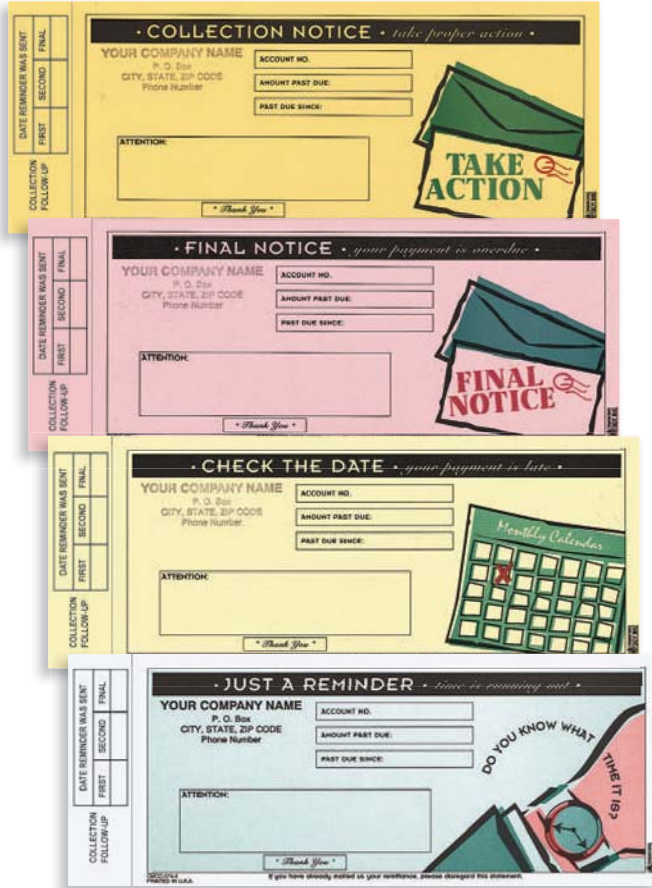 • COLLECTION NOTICE • take proper action •
YOUR COMPANY NAME
P. O. Box
CITY, STATE, ZIP CODE
Phone Number
ACCOUNT NO.
AMOUNT PAST DUE:
PAST DUE SINCE:
ATTENTION:
* Thank You *
TAKE
ACTION
DATE REMINDER WAS SENT
FIRST SECOND FINAL
COLLECTION
FOLLOW-UP
• FINAL NOTICE • your payment is overdue •
YOUR COMPANY NAME
P. O. Box
CITY, STATE, ZIP CODE
Phone Number
ACCOUNT NO.
AMOUNT PAST DUE:
PAST DUE SINCE:
ATTENTION:
* Thank You *
FINAL
NOTICE
DATE REMINDER WAS SENT
FIRST SECOND FINAL
COLLECTION
FOLLOW-UP
• CHECK THE DATE • your payment is late •
YOUR COMPANY NAME
P. O. Box
CITY, STATE, ZIP CODE
Phone Number
ACCOUNT NO.
AMOUNT PAST DUE:
PAST DUE SINCE:
ATTENTION:
* Thank You *
Monthly Calendar
X
DATE REMINDER WAS SENT
FIRST SECOND FINAL
COLLECTION
FOLLOW-UP
• JUST A REMINDER • time is running out •
YOUR COMPANY NAME
P. O. Box
CITY, STATE, ZIP CODE
Phone Number
ACCOUNT NO.
AMOUNT PAST DUE:
PAST DUE SINCE:
ATTENTION:
* Thank You *
DO YOU KNOW WHAT
TIME IT IS?
DATE REMINDER WAS SENT
FIRST SECOND FINAL
COLLECTION
FOLLOW-UP
PRINTED IN U.S.A.
If you have already mailed us your remittance, please disregard this statement.